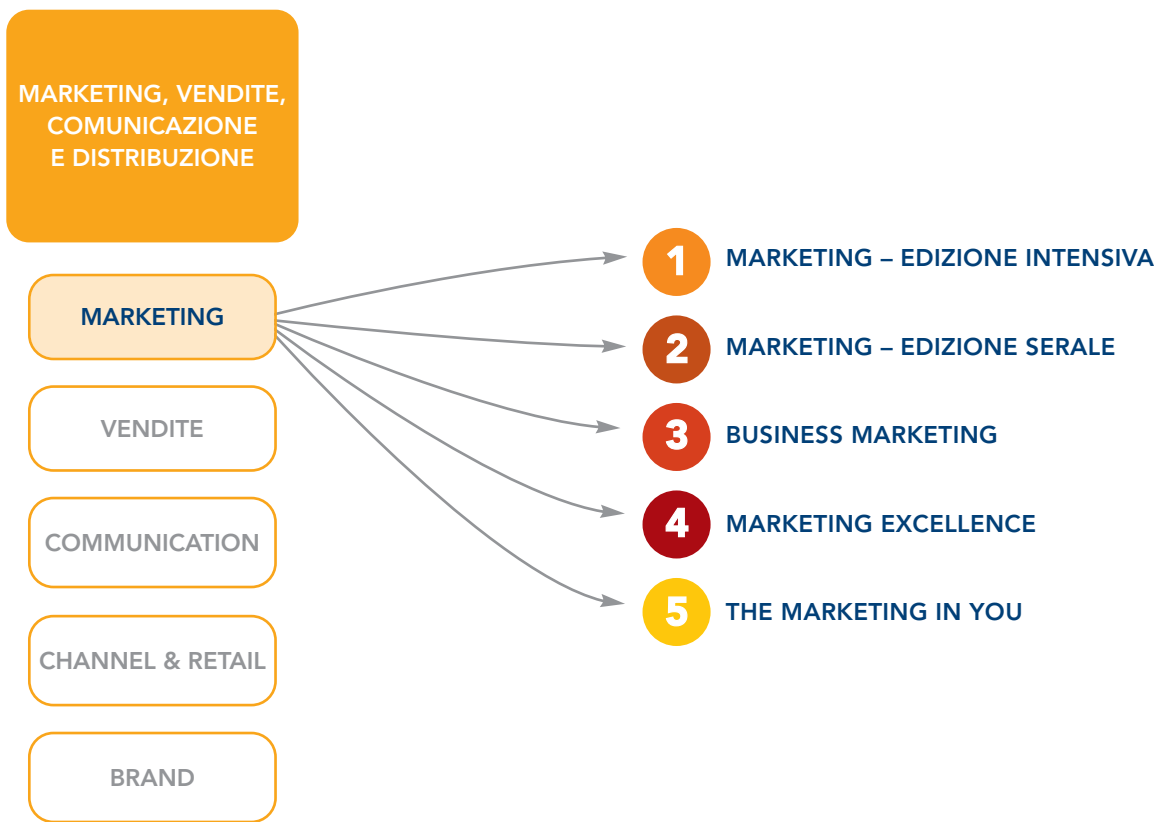 MARKETING, VENDITE,
COMUNICAZIONE
E DISTRIBUZIONE
MARKETING
VENDITE
COMMUNICATION
CHANNEL & RETAIL
BRAND
1 MARKETING – EDIZIONE INTENSIVA
2 MARKETING – EDIZIONE SERALE
3 BUSINESS MARKETING
4 MARKETING EXCELLENCE
5 THE MARKETING IN YOU